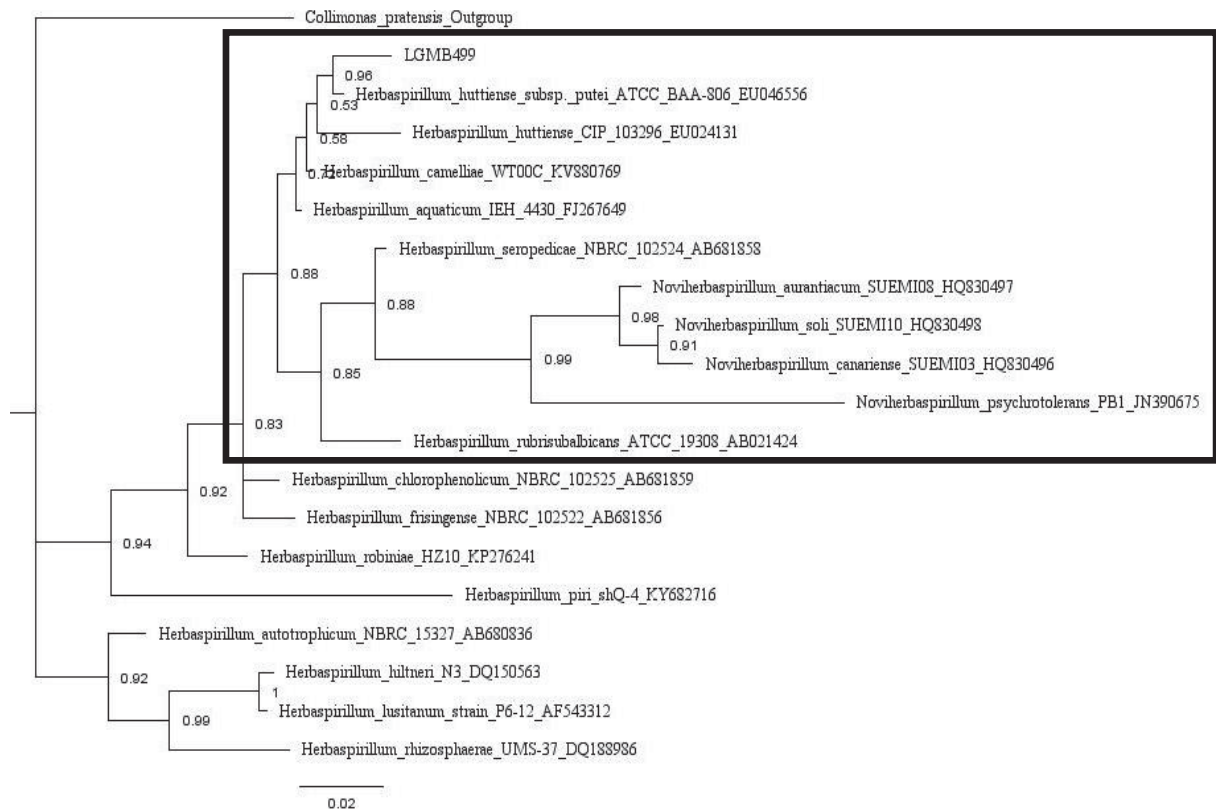 Collimonas_pratensis_Outgroup
LGMB499
0.96
Herbaspirillum_huttiense_subsp._putei_ATCC_BAA-806_EU046556
0.53
Herbaspirillum_huttiense_CIP_103296_EU024131
0.58
Herbaspirillum_camelliae_WT00C_KV880769
0.72
Herbaspirillum_aquaticum_IEH_4430_FJ267649
Herbaspirillum_seropedicae_NBRC_102524_AB681858
0.88
Noviherbaspirillum_aurantiacum_SUEMI08_HQ830497
0.88
0.98
Noviherbaspirillum_soli_SUEMI10_HQ830498
0.91
0.99
Noviherbaspirillum_canariense_SUEMI03_HQ830496
0.85
Noviherbaspirillum_psychrotolerans_PB1_JN390675
0.83
Herbaspirillum_rubrisubalbicans_ATCC_19308_AB021424
Herbaspirillum_chlorophenolicum_NBRC_102525_AB681859
0.92
Herbaspirillum_frisingense_NBRC_102522_AB681856
0.94
Herbaspirillum_robiniae_HZ10_KP276241
Herbaspirillum_piri_shQ-4_KY682716
Herbaspirillum_autotrophicum_NBRC_15327_AB680836
0.92
Herbaspirillum_hiltneri_N3_DQ150563
1
Herbaspirillum_lusitanum_strain_P6-12_AF543312
0.99
Herbaspirillum_rhizosphaerae_UMS-37_DQ188986
0.02